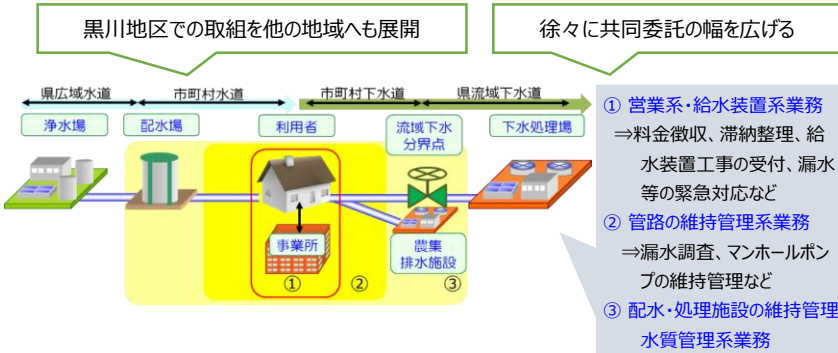 黒川地区での取組を他の地域へも展開
徐々に共同委託の幅を広げる
県広域水道
市町村水道
市町村下水道
県流域下水道
浄水場
配水場
利用者
流域下水
分界点
下水処理場
事業所
農集
排水施設
①
②
③
① 営業系・給水装置系業務
⇒料金徴収、滞納整理、給
水装置工事の受付、漏水
等の緊急対応など
② 管路の維持管理系業務
⇒漏水調査、マンホールポン
プの維持管理など
③ 配水・処理施設の維持管理
水質管理系業務